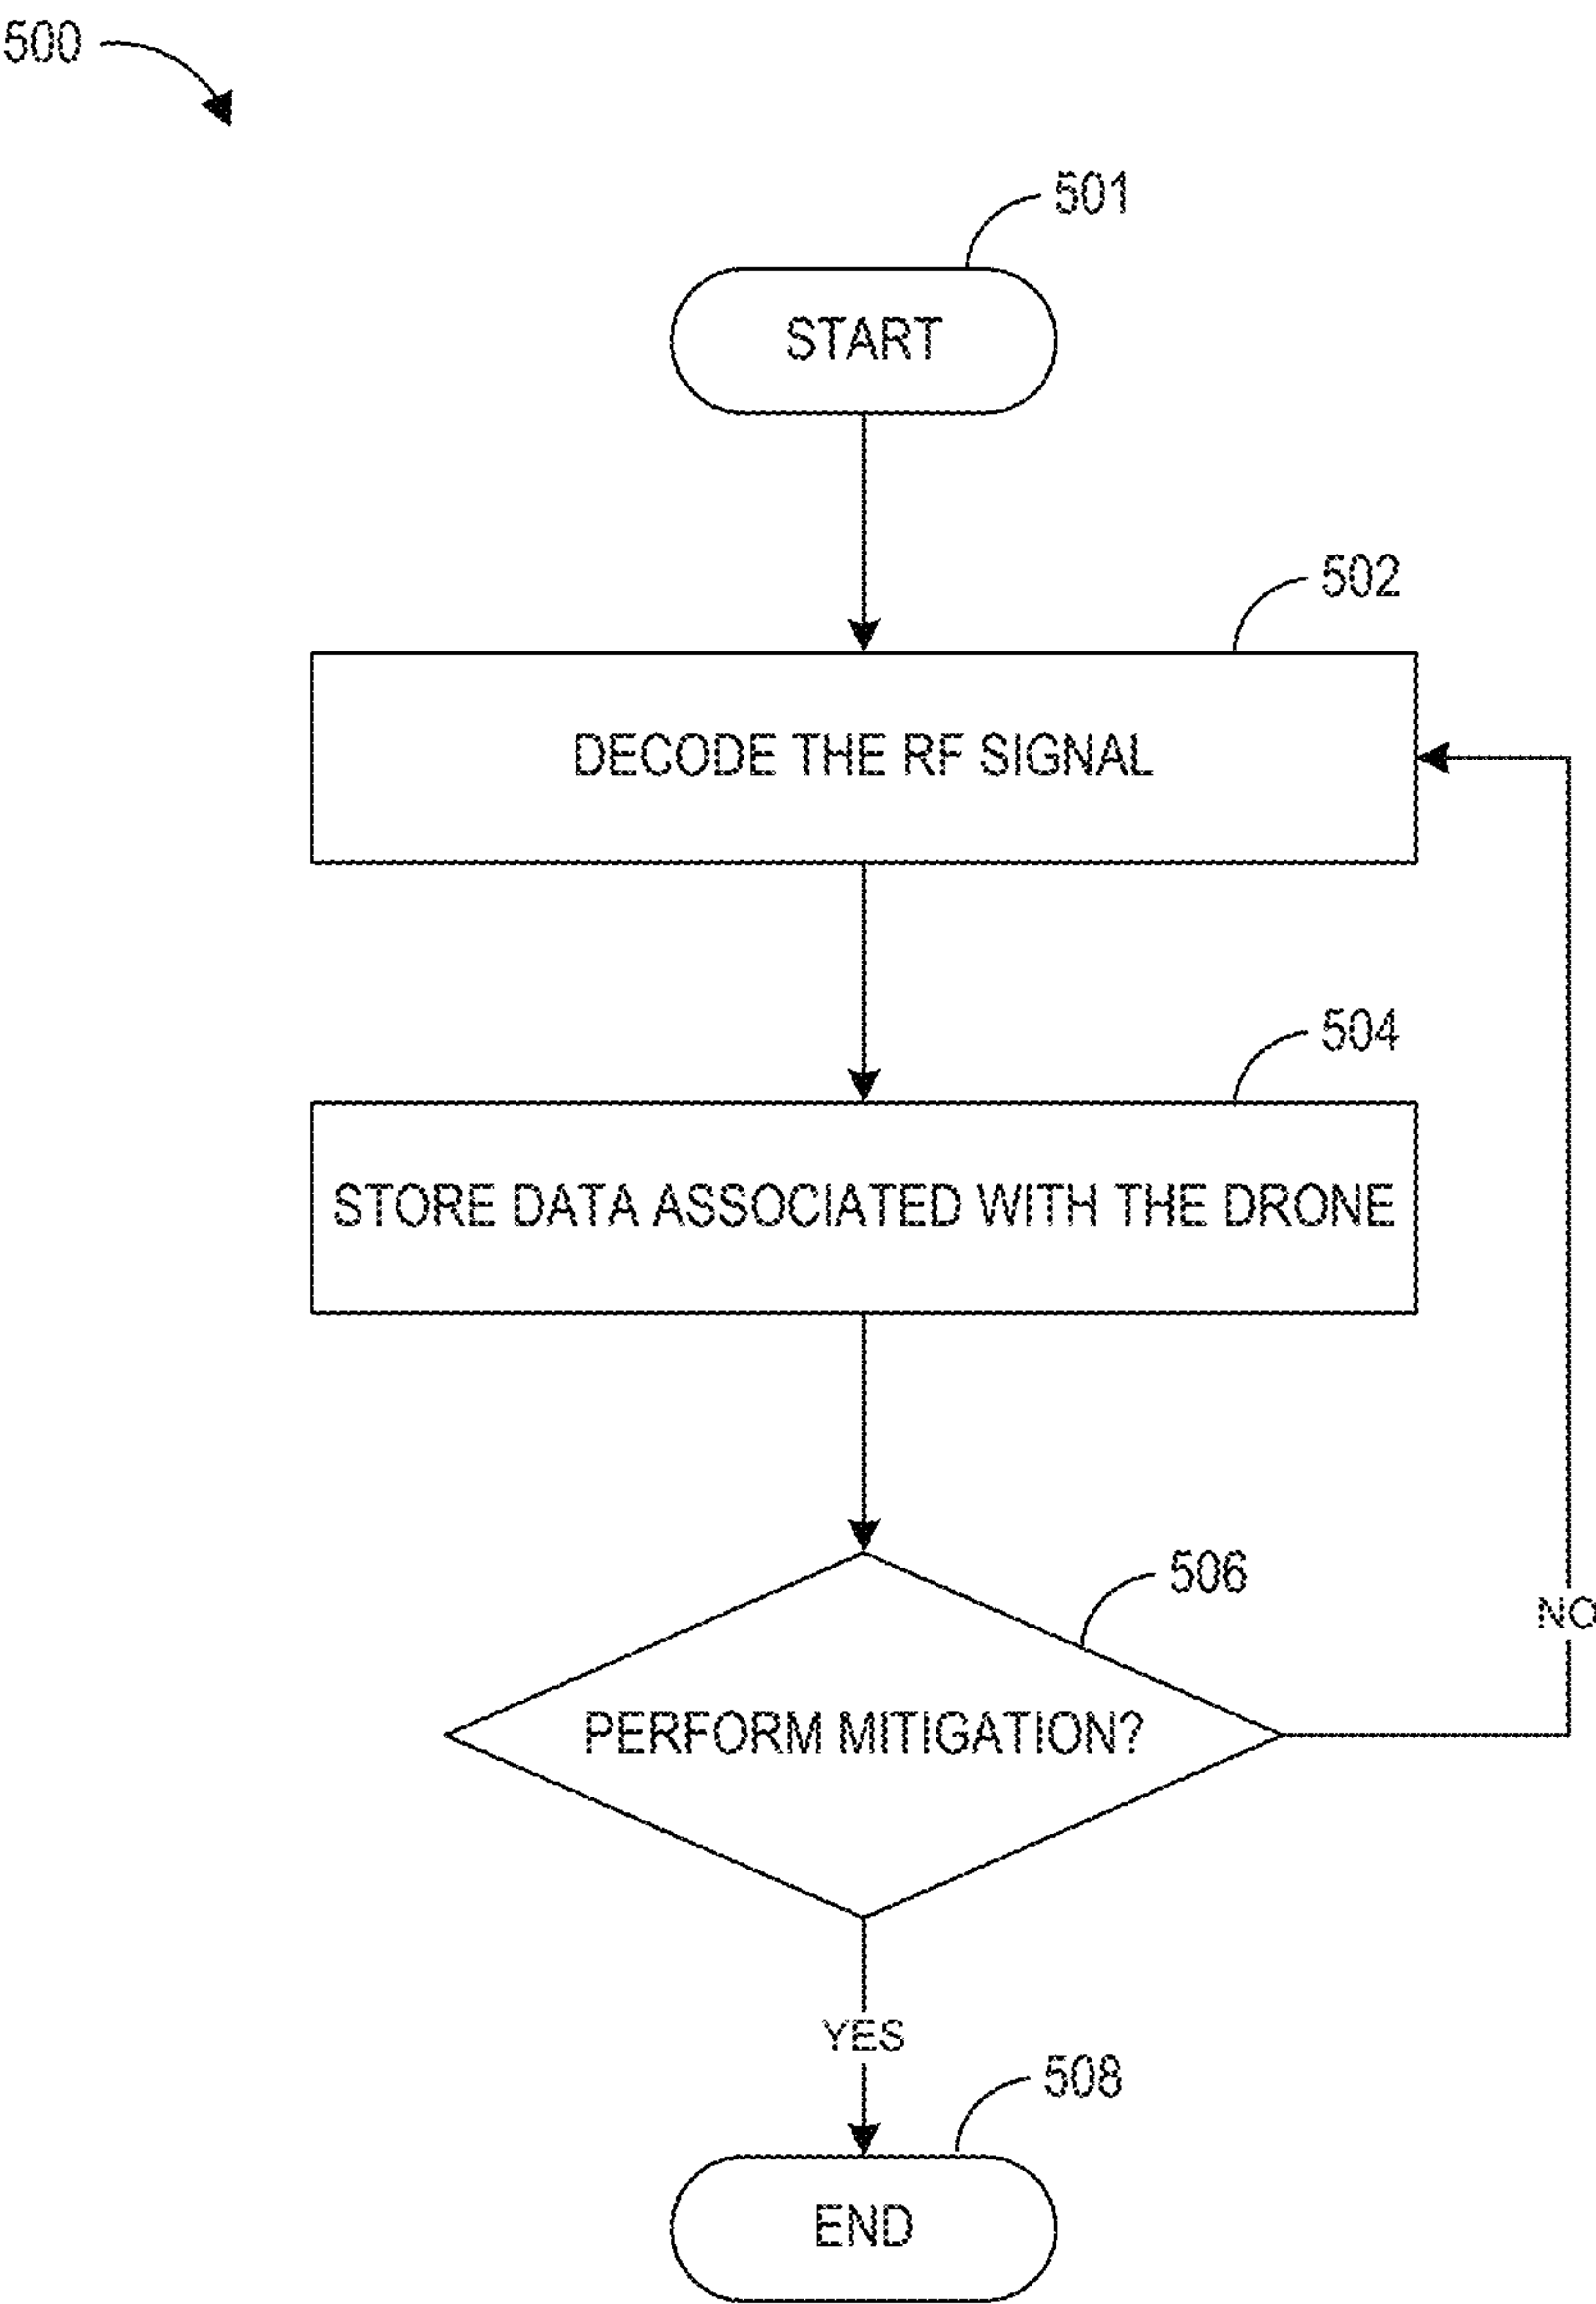 500
501
START
502
DECODE THE RF SIGNAL
504
STORE DATA ASSOCIATED WITH THE DRONE
506
PERFORM MITIGATION?
NO
YES
508
END